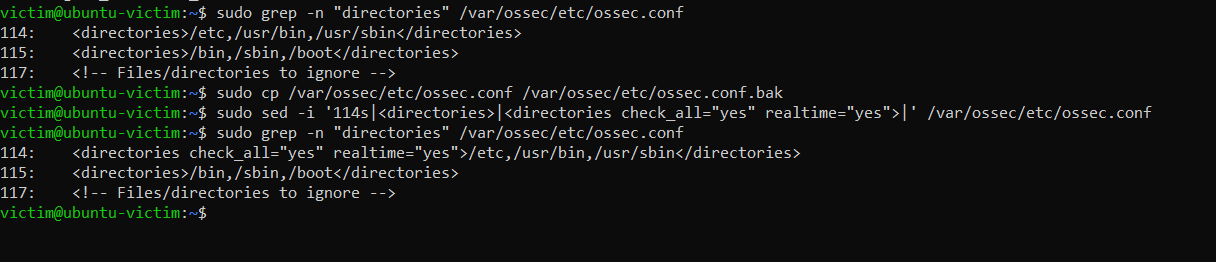 victim@ubuntu-victim:~$ sudo grep -n "directories" /var/ossec/etc/ossec.conf
114:    <directories>/etc,/usr/bin,/usr/sbin</directories>
115:    <directories>/bin,/sbin,/boot</directories>
117:    <!-- Files/directories to ignore -->
victim@ubuntu-victim:~$ sudo cp /var/ossec/etc/ossec.conf /var/ossec/etc/ossec.conf.bak
victim@ubuntu-victim:~$ sudo sed -i '114s|<directories>|<directories check_all="yes" realtime="yes">|' /var/ossec/etc/ossec.conf
victim@ubuntu-victim:~$ sudo grep -n "directories" /var/ossec/etc/ossec.conf
114:    <directories check_all="yes" realtime="yes">/etc,/usr/bin,/usr/sbin</directories>
115:    <directories>/bin,/sbin,/boot</directories>
117:    <!-- Files/directories to ignore -->
victim@ubuntu-victim:~$